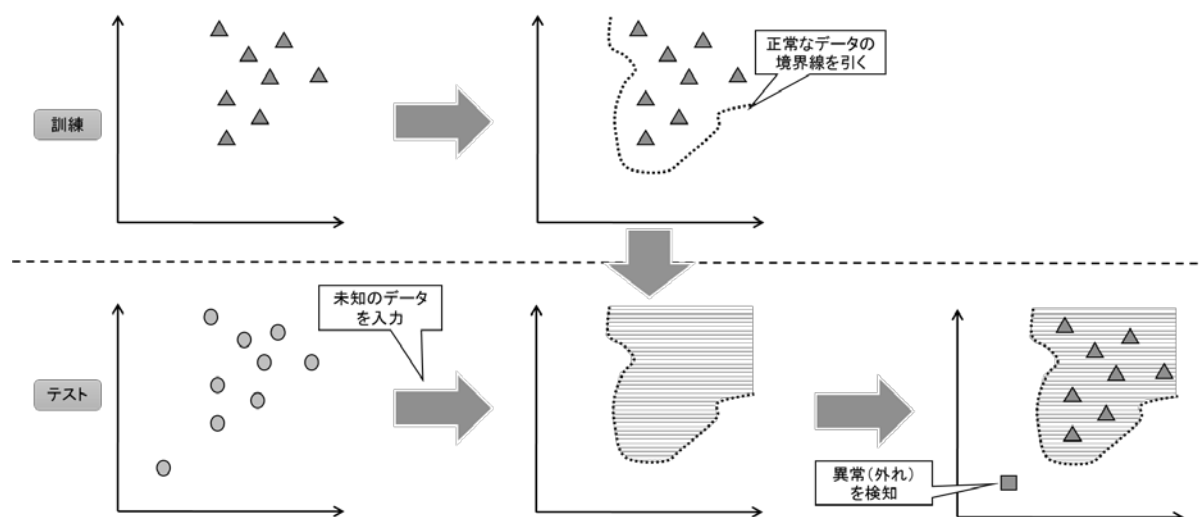 正常なデータの
境界線を引く
訓練
未知のデータ
を入力
テスト
異常(外れ)
を検知